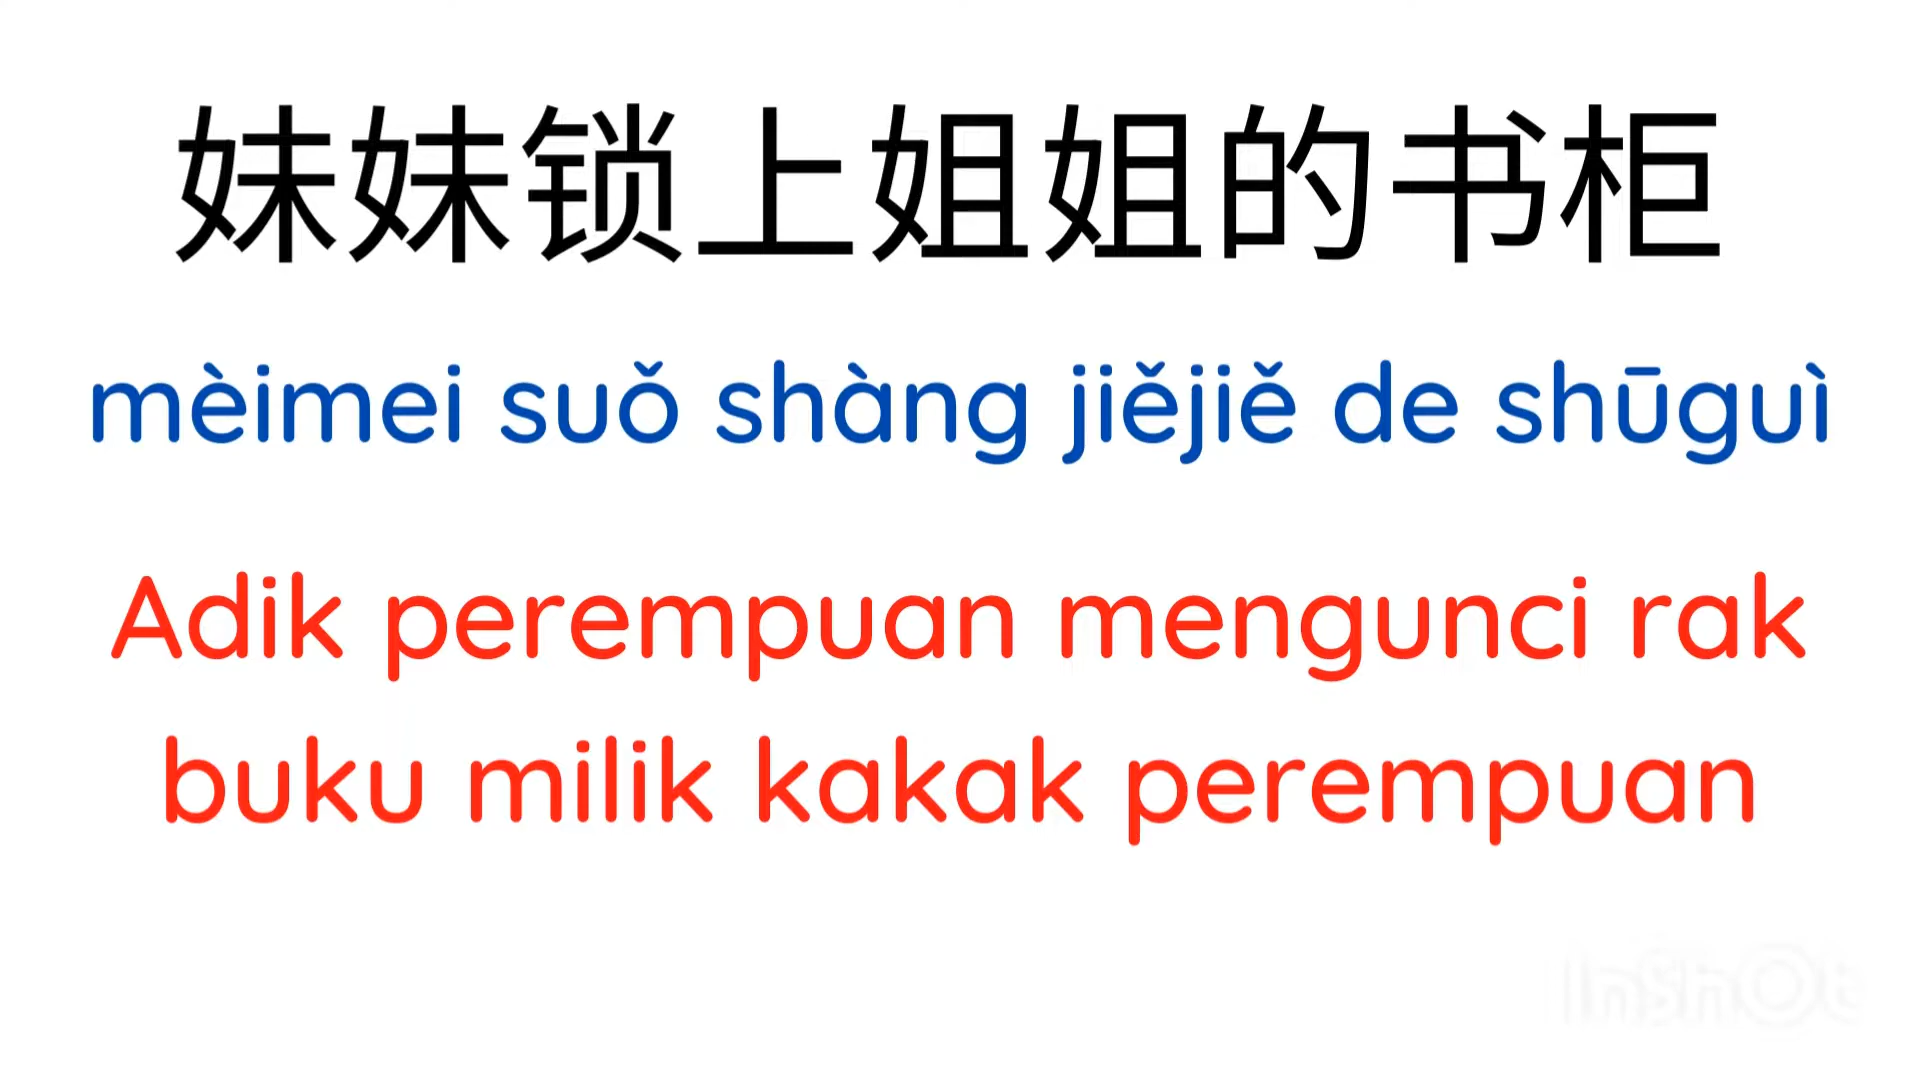 妹妹锁上姐姐的书柜
mèimei suǒ shàng jiějiě de shūguì
Adik perempuan mengunci rak
buku milik kakak perempuan
InShOt